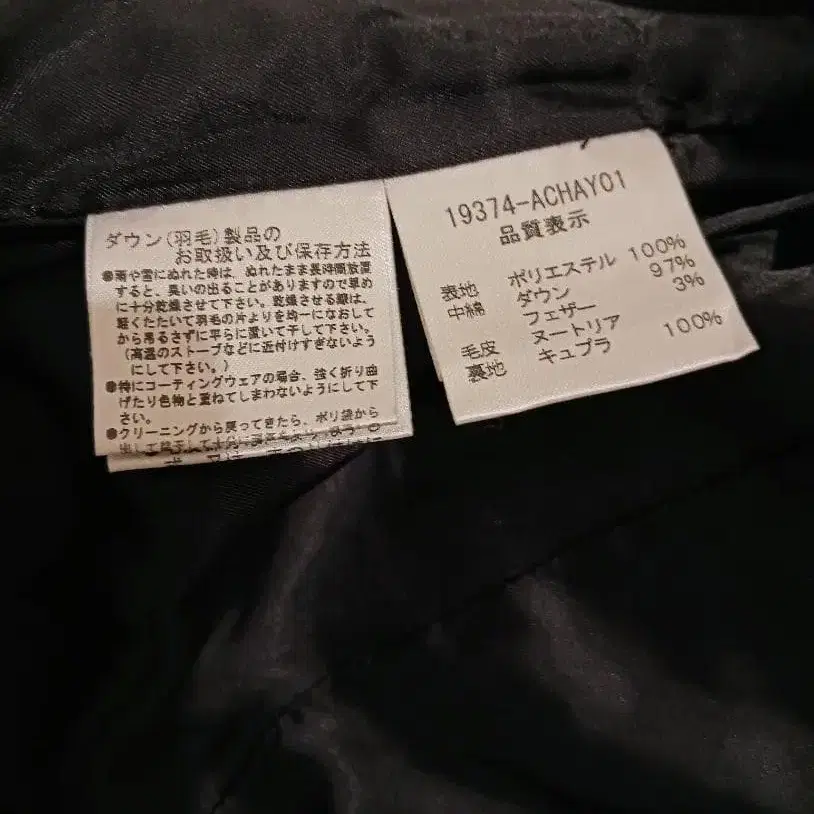 ダウン(羽毛)製品の
お取扱い及び保存方法
●雨や雪にぬれた時は、ぬれたまま長時間放置
すると、臭いの出ることがありますので早め
に十分乾燥させて下さい。乾燥させる際は、
軽くたたいて羽毛の片よりを均一になおして
から吊るさずに平らに置いて干して下さい。
(高温のストーブなどに近付けすぎないよう
にして下さい。)
●特にコーティングウェアの場合、強く折り曲
げたり色物と重ねてしまわないようにして下
さい。
●クリーニングから戻ってきたら、ポリ袋から
19374-ACHAY01
品質表示
表地 ポリエステル 100%
中綿 ダウン 97%
フェザー 3%
毛皮 ヌートリア
裏地 キュプラ 100%